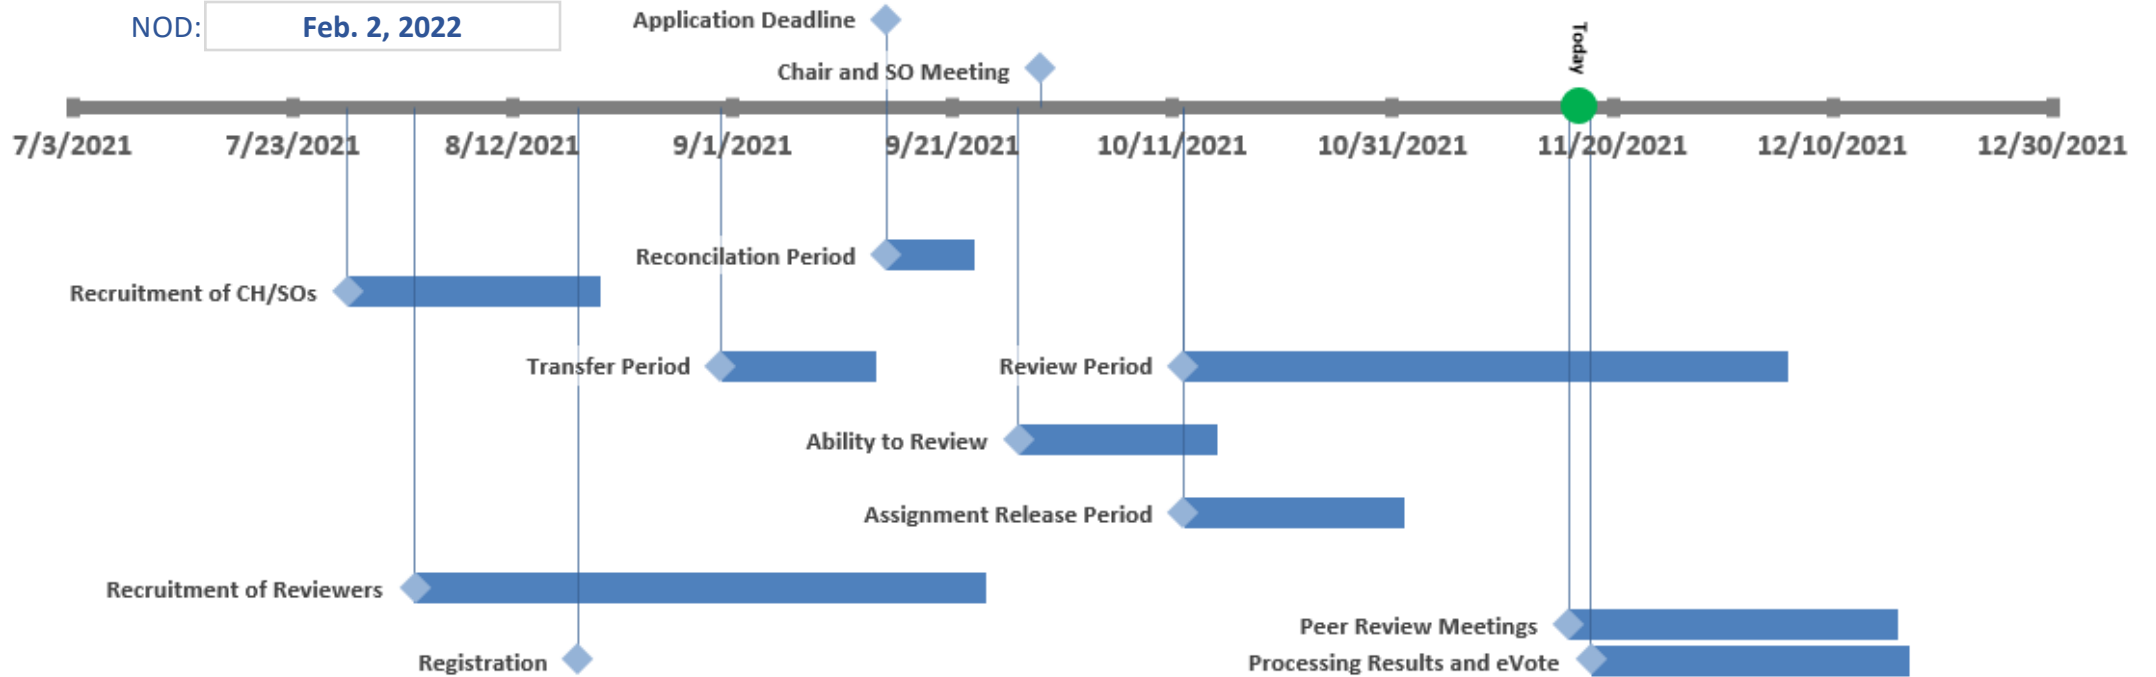 NOD: Feb. 2, 2022
Application Deadline
Chair and SO Meeting
Today
7/3/2021 7/23/2021 8/12/2021 9/1/2021 9/21/2021 10/11/2021 10/31/2021 11/20/2021 12/10/2021 12/30/2021
Reconcilation Period
Recruitment of CH/SOs
Transfer Period Review Period
Ability to Review
Assignment Release Period
Recruitment of Reviewers
Peer Review Meetings
Registration Processing Results and eVote